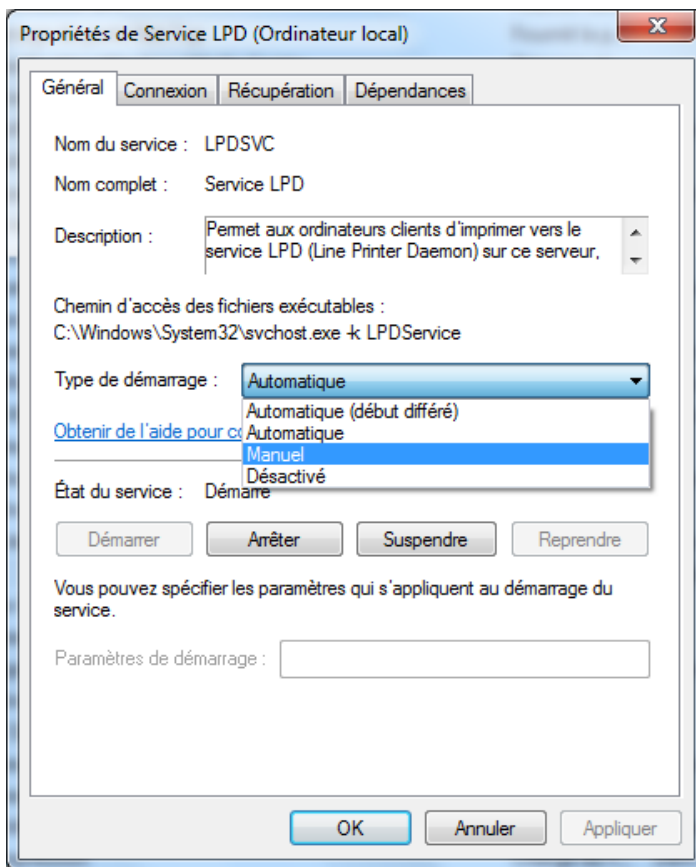 Propriétés de Service LPD (Ordinateur local)
Général Connexion Récupération Dépendances
Nom du service : LPDSVC
Nom complet : Service LPD
Description : Permet aux ordinateurs clients d'imprimer vers le
service LPD (Line Printer Daemon) sur ce serveur,
Chemin d'accès des fichiers exécutables :
C:\Windows\System32\svchost.exe -k LPDService
Type de démarrage : Automatique
Automatique (début différé)
Obtenir de l'aide pour Automatique
Manuel
Désactivé
État du service : Démarré
Démarrer Arrêter Suspendre Reprendre
Vous pouvez spécifier les paramètres qui s'appliquent au démarrage du
service.
Paramètres de démarrage :
OK Annuler Appliquer